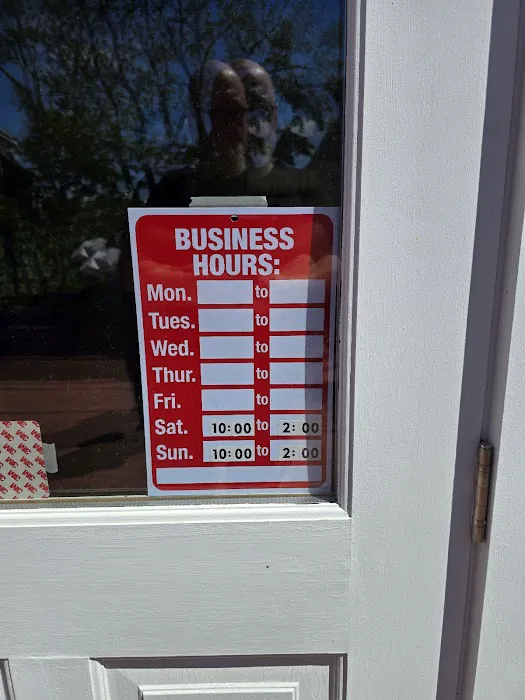 BUSINESS
HOURS:
Mon. to
Tues. to
Wed. to
Thur. to
Fri. to
Sat. 10:00 to 2:00
Sun. 10:00 to 2:00